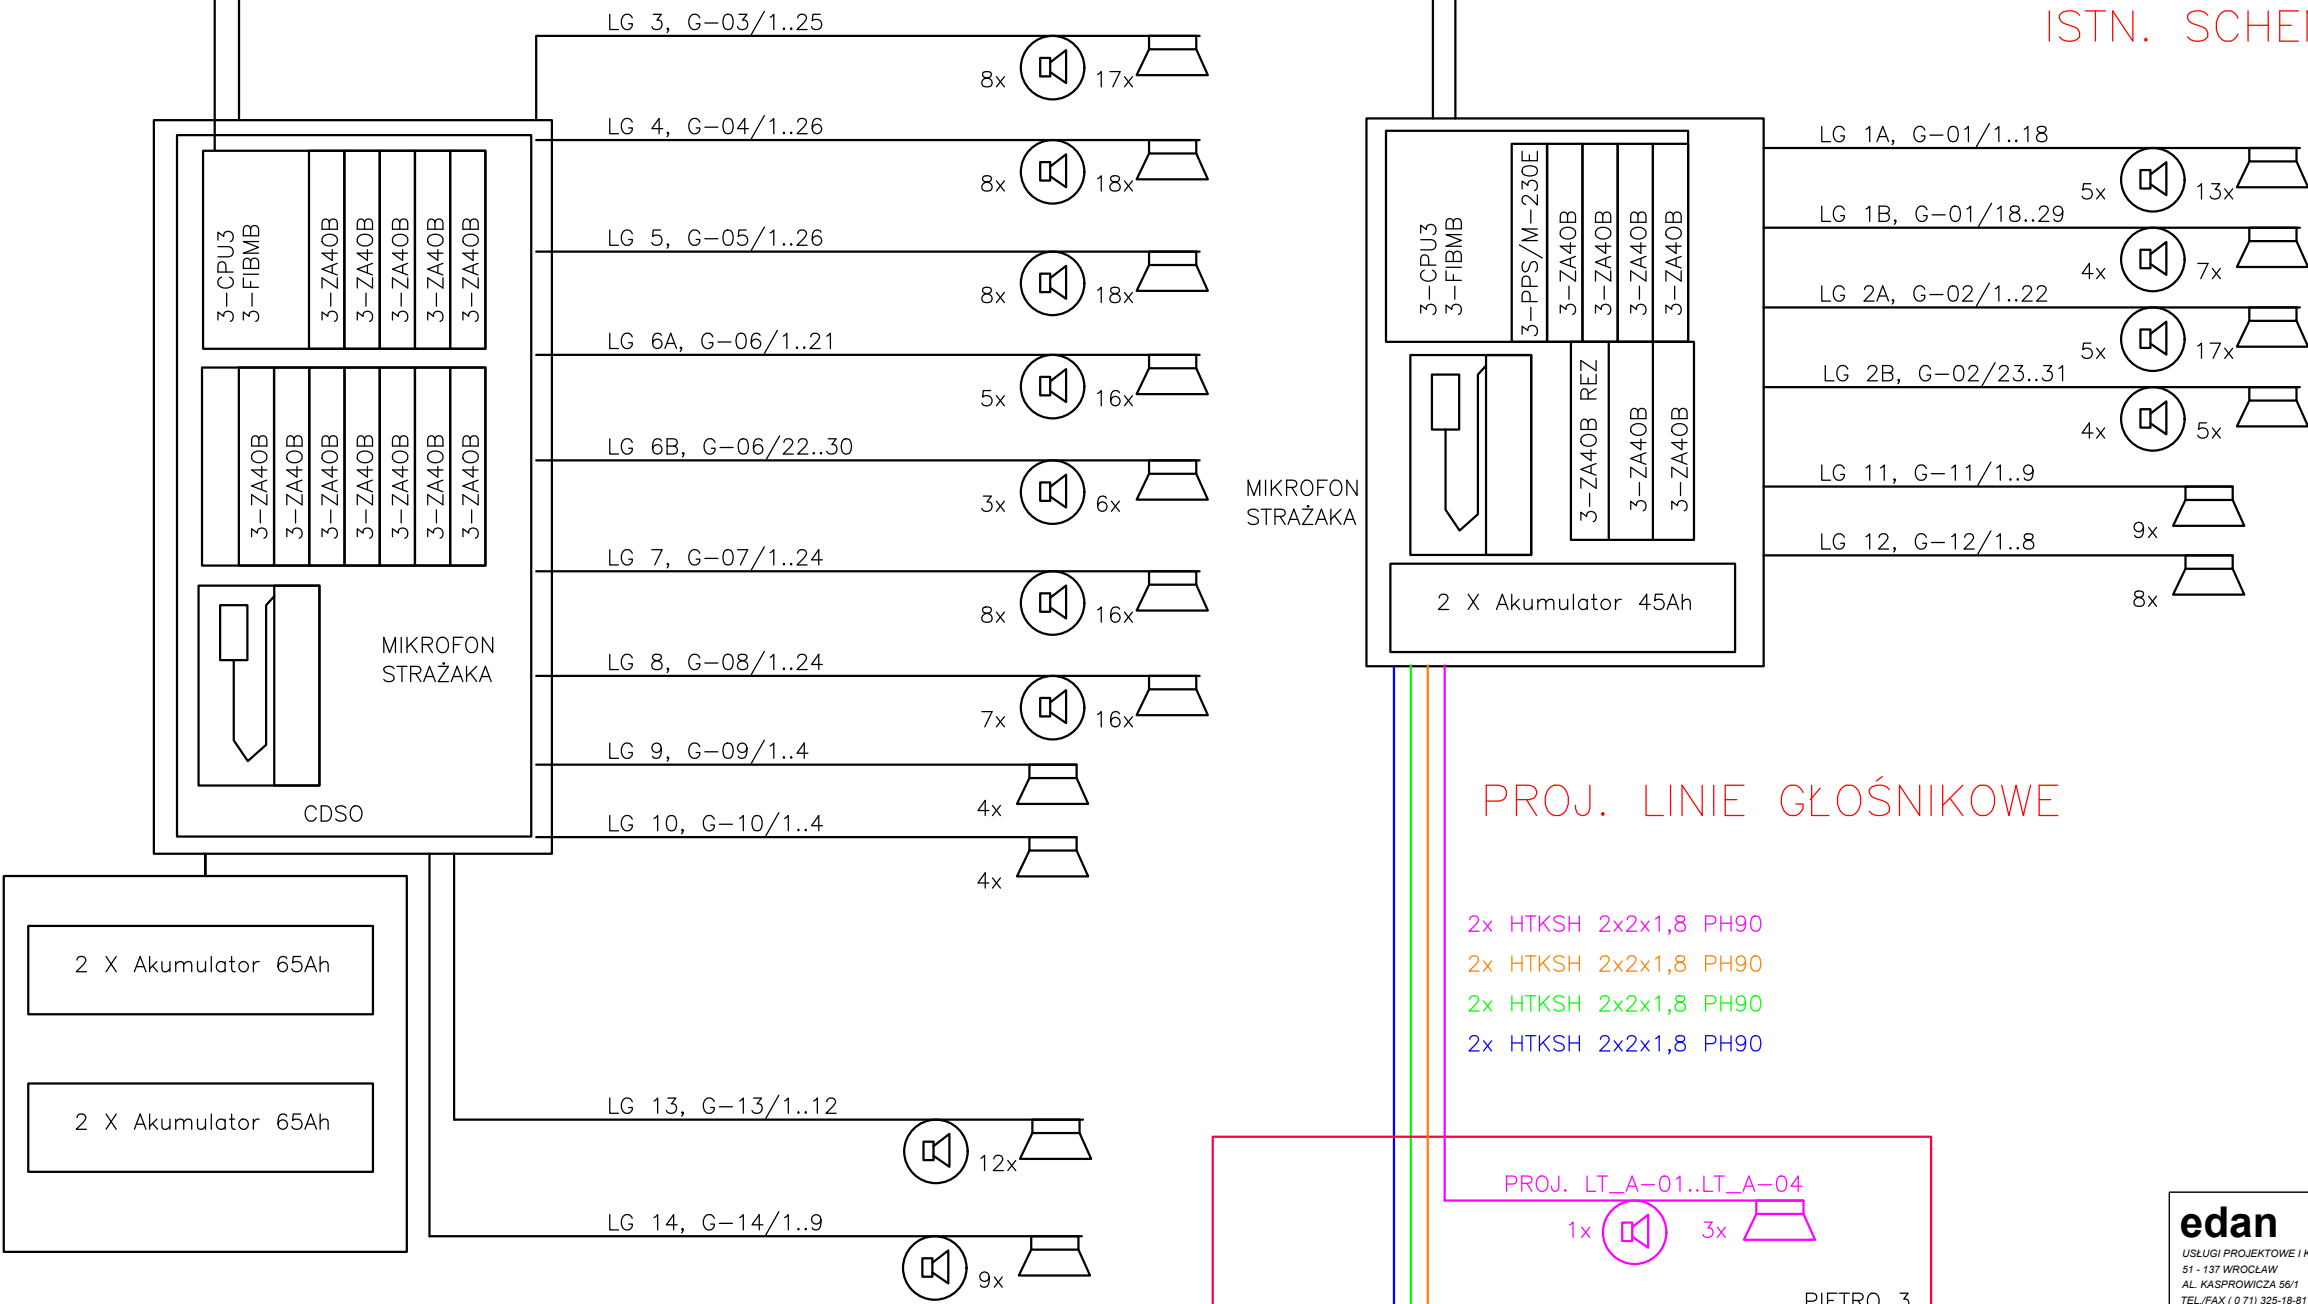 ISTN.
LG 3, G-03/1..25
8x
17x
LG 4, G-04/1..26
8x
18x
LG 5, G-05/1..26
8x
18x
LG 6A, G-06/1..21
5x
16x
LG 6B, G-06/22..30
3x
6x
LG 7, G-07/1..24
8x
16x
LG 8, G-08/1..24
7x
16x
LG 9, G-09/1..4
4x
LG 10, G-10/1..4
4x
3-CPU3
3-FIBMB
3-ZA40B
3-ZA40B
3-ZA40B
3-ZA40B
3-ZA40B
3-ZA40B
3-ZA40B
3-ZA40B
3-ZA40B
3-ZA40B
3-ZA40B
3-ZA40B
MIKROFON
STRAŻAKA
CDSO
2 X Akumulator 65Ah
2 X Akumulator 65Ah
LG 13, G-13/1..12
12x
LG 14, G-14/1..9
9x
3-CPU3
3-FIBMB
3-PPS/M-230E
3-ZA40B
3-ZA40B
3-ZA40B
3-ZA40B
3-ZA40B REZ
3-ZA40B
3-ZA40B
MIKROFON
STRAŻAKA
2 X Akumulator 45Ah
LG 1A, G-01/1..18
5x
13x
LG 1B, G-01/18..29
4x
7x
LG 2A, G-02/1..22
5x
17x
LG 2B, G-02/23..31
4x
5x
LG 11, G-11/1..9
9x
LG 12, G-12/1..8
8x
PROJ. LINIE GŁOŚNIKOWE
2x HTKSH 2x2x1,8 PH90
2x HTKSH 2x2x1,8 PH90
2x HTKSH 2x2x1,8 PH90
2x HTKSH 2x2x1,8 PH90
PROJ. LT_A-01..LT_A-04
1x
3x
PIĘTRO 3
edan
USŁUGI PROJEKTOWE I
51 - 137 WROCŁAW
AL. KASPROWICZA 56/1
TEL./FAX ( 0 71) 325-18-81